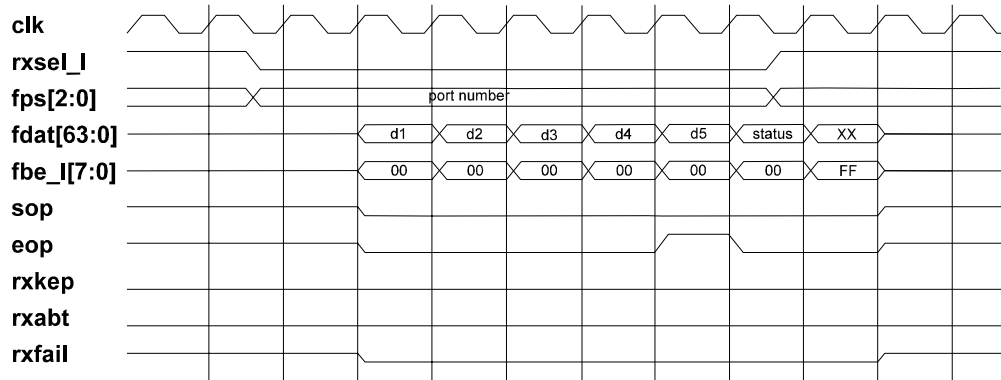 clk
rxsel_l
fps[2:0] port number
fdat[63:0] d1 d2 d3 d4 d5 status XX
fbe_l[7:0] 00 00 00 00 00 00 FF
sop
eop
rxkep
rxabt
rxfail